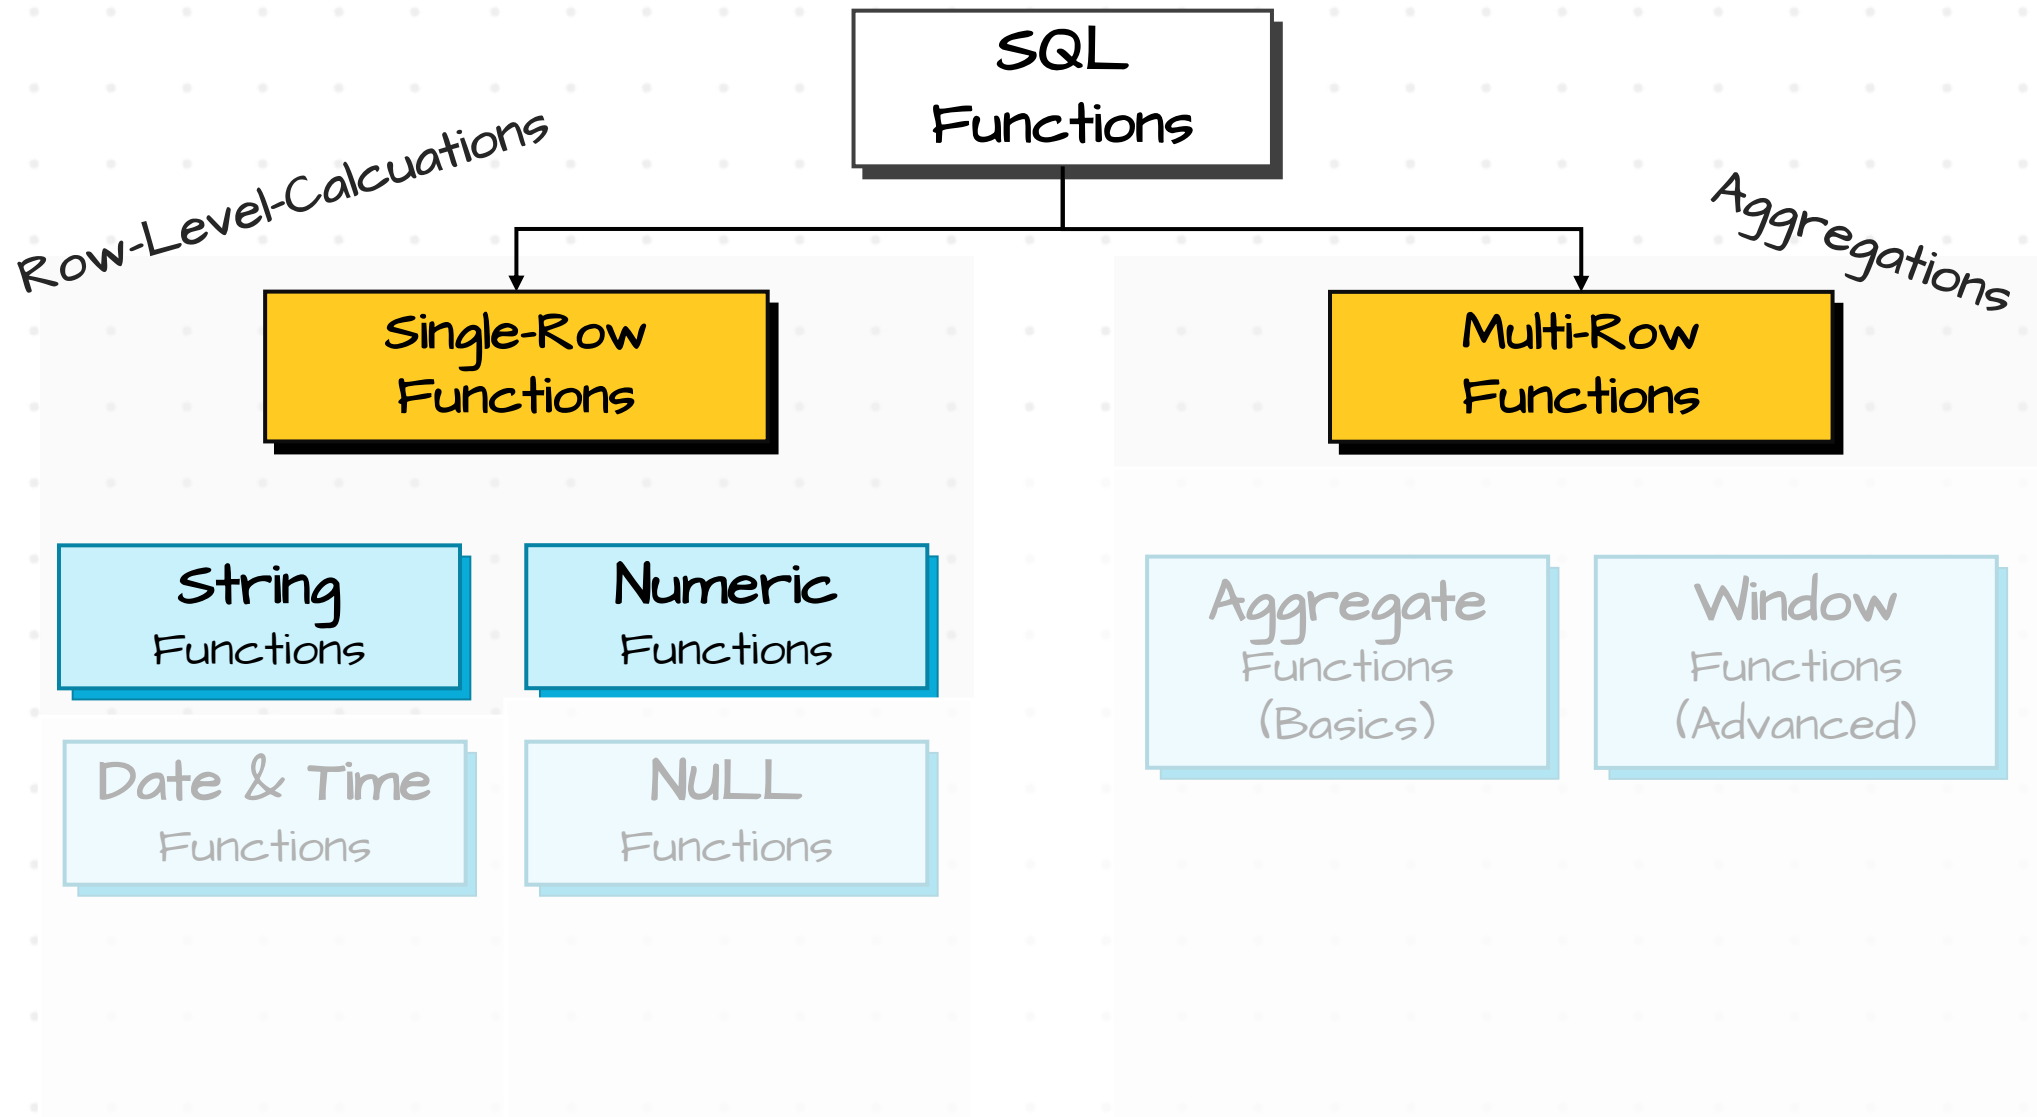 SQL
Functions
Row-Level-Calcuations
Aggregations
Single-Row
Functions
Multi-Row
Functions
String
Functions
Numeric
Functions
Date & Time
Functions
NULL
Functions
Aggregate
Functions
(Basics)
Window
Functions
(Advanced)